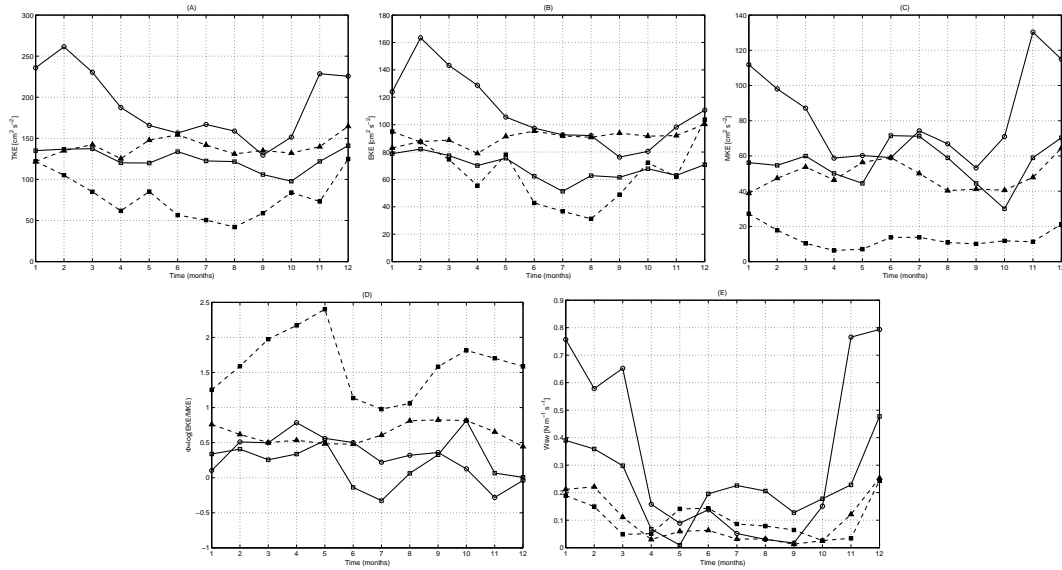 (A)
TKE [cm² s⁻²]
300
250
200
150
100
50
0
1 2 3 4 5 6 7 8 9 10 11 12
Time (months)
(B)
EKE [cm² s⁻²]
180
160
140
120
100
80
60
40
20
0
1 2 3 4 5 6 7 8 9 10 11 12
Time (months)
(C)
MKE [cm² s⁻²]
140
120
100
80
60
40
20
0
1 2 3 4 5 6 7 8 9 10 11 12
Time (months)
(D)
Φ=log(EKE/MKE)
2.5
2
1.5
1
0.5
0
−0.5
−1
1 2 3 4 5 6 7 8 9 10 11 12
Time (months)
(E)
Wsw [N m⁻¹ s⁻¹]
0.9
0.8
0.7
0.6
0.5
0.4
0.3
0.2
0.1
0
1 2 3 4 5 6 7 8 9 10 11 12
Time (months)